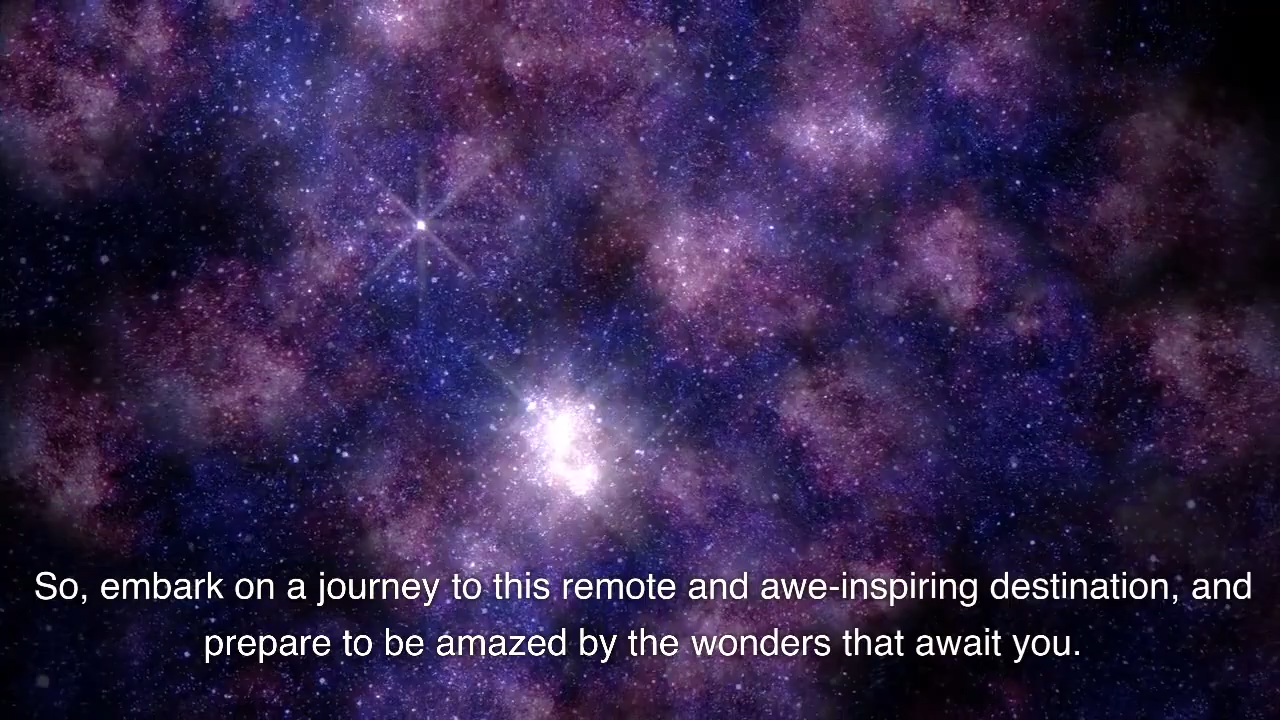 So, embark on a journey to this remote and awe-inspiring destination, and
prepare to be amazed by the wonders that await you.